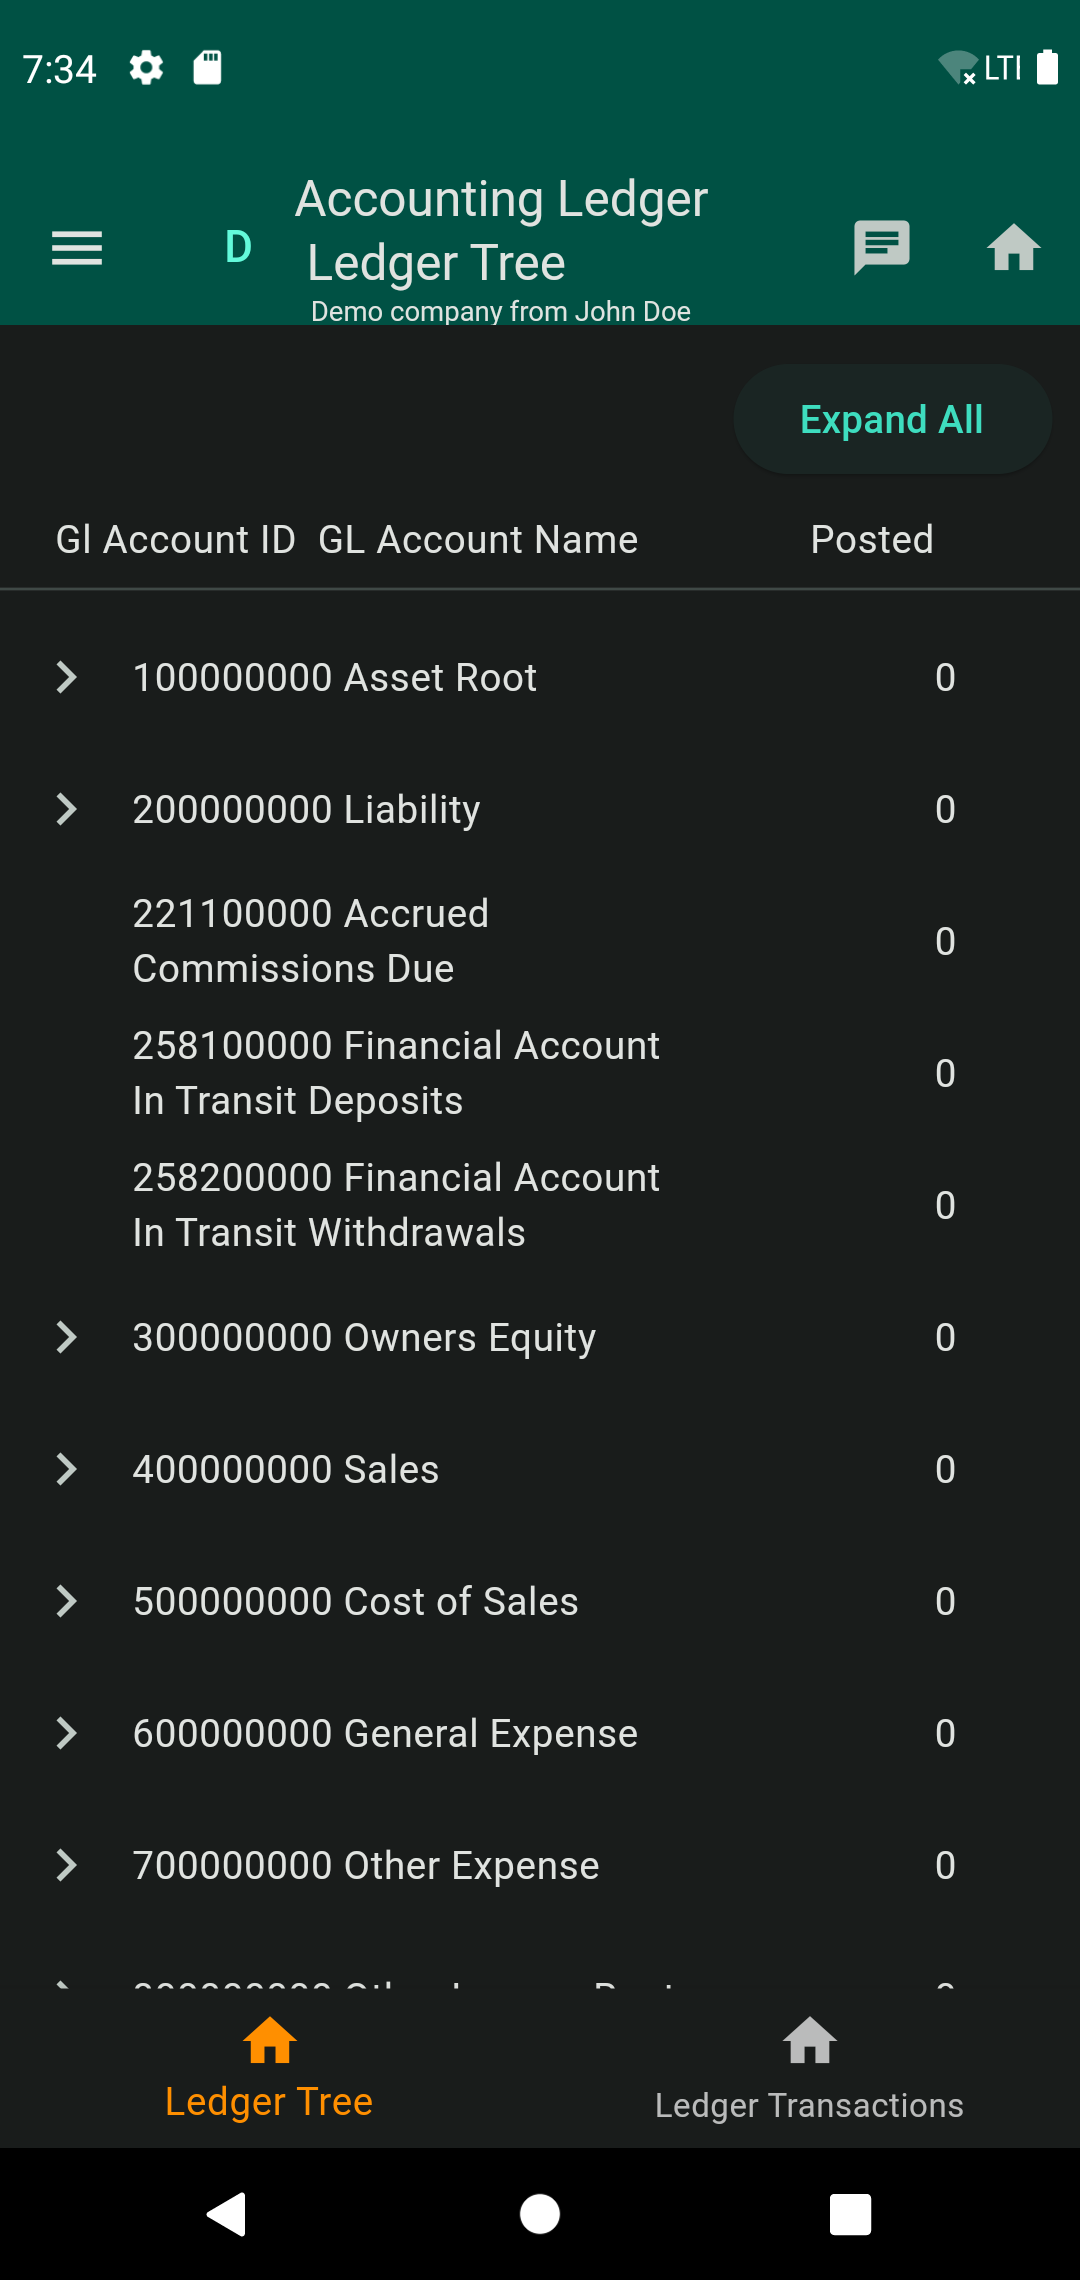 7:34
LTE
Accounting Ledger
D
Ledger Tree
Demo company from John Doe
Expand All
Gl Account ID GL Account Name Posted
100000000 Asset Root 0
200000000 Liability 0
221100000 Accrued
Commissions Due 0
258100000 Financial Account
In Transit Deposits 0
258200000 Financial Account
In Transit Withdrawals 0
300000000 Owners Equity 0
400000000 Sales 0
500000000 Cost of Sales 0
600000000 General Expense 0
700000000 Other Expense 0
Ledger Tree
Ledger Transactions